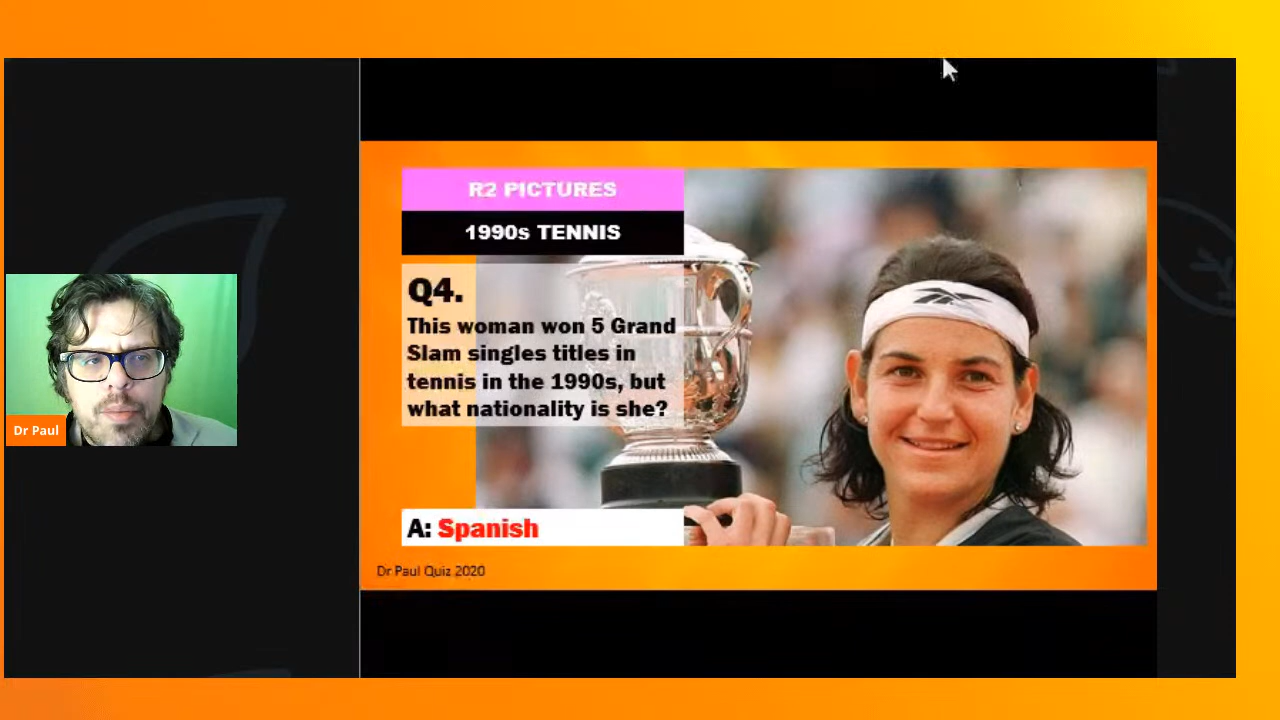 R2 PICTURES
1990s TENNIS
Q4.
This woman won 5 Grand
Slam singles titles in
tennis in the 1990s, but
what nationality is she?
Dr Paul
A: Spanish
Dr Paul Quiz 2020